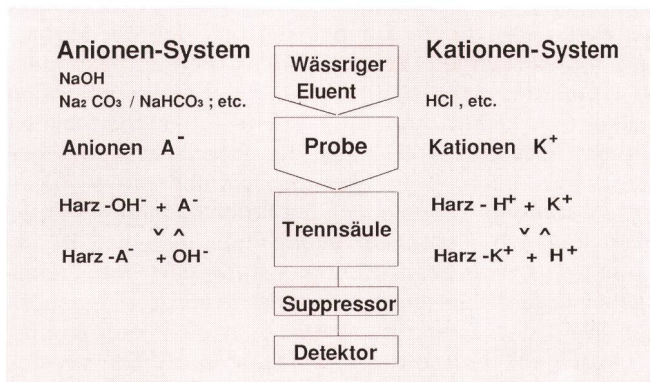 Anionen-System
NaOH
Na₂ CO₃ / NaHCO₃ ; etc.
Anionen A⁻
Harz -OH⁻ + A⁻
Harz -A⁻ + OH⁻
Wässriger
Eluent
Probe
Trennsäule
Suppressor
Detektor
Kationen-System
HCl , etc.
Kationen K⁺
Harz - H⁺ + K⁺
Harz -K⁺ + H⁺